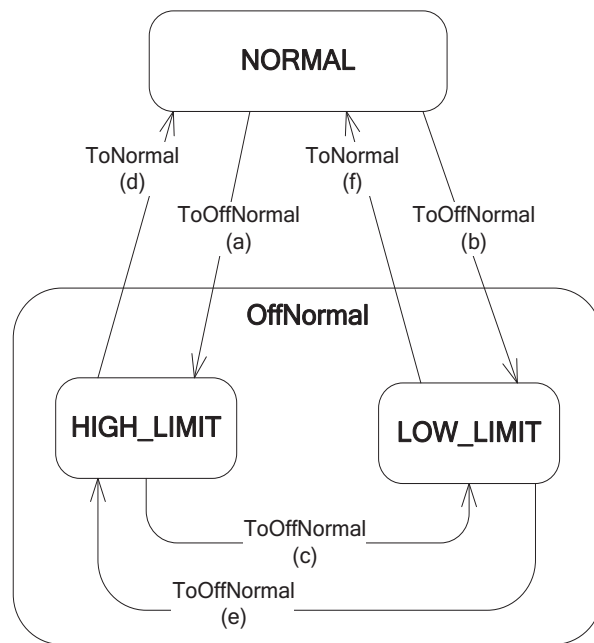 NORMAL
ToNormal
(d)
ToNormal
(f)
ToOffNormal
(a)
ToOffNormal
(b)
OffNormal
HIGH_LIMIT
LOW_LIMIT
ToOffNormal
(c)
ToOffNormal
(e)